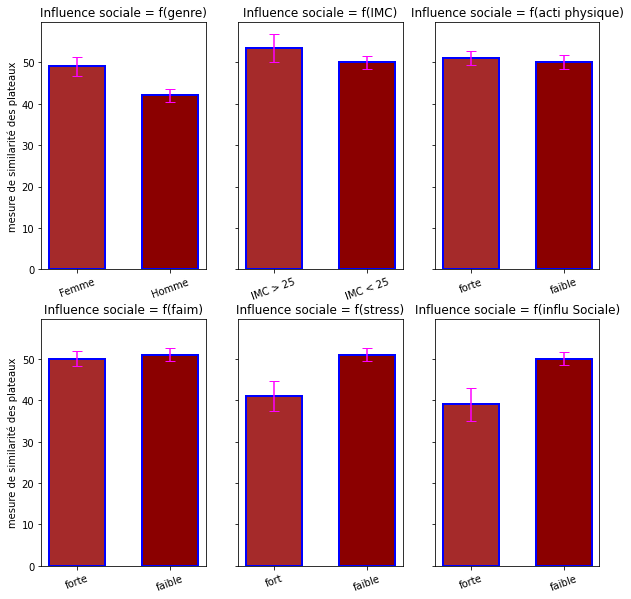 Influence sociale = f(genre)
Influence sociale = f(IMC)
Influence sociale = f(acti physique)
mesure de similarité des plateaux
50
40
30
20
10
0
Femme
Homme
IMC > 25
IMC < 25
forte
faible
Influence sociale = f(faim)
Influence sociale = f(stress)
Influence sociale = f(influ Sociale)
mesure de similarité des plateaux
50
40
30
20
10
0
forte
faible
fort
faible
forte
faible